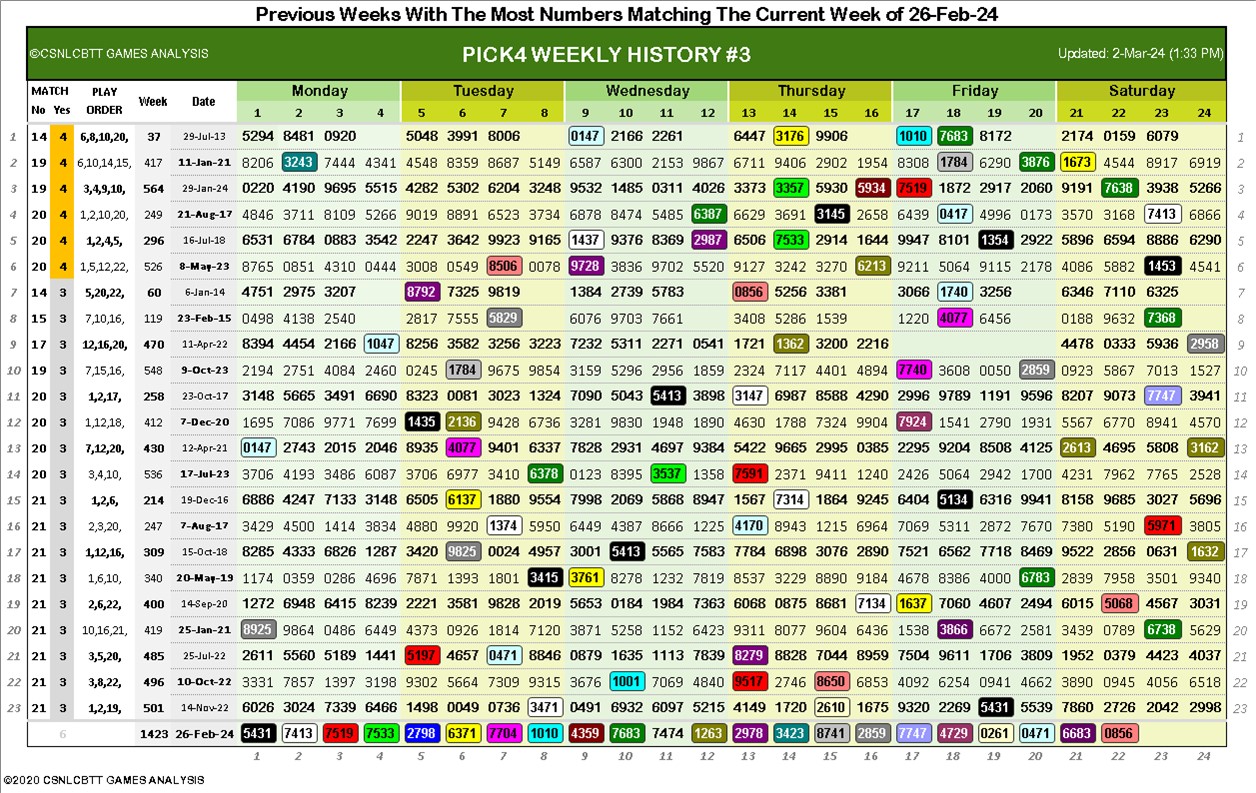 Previous Weeks With The Most Numbers Matching The Current Week of 26-Feb-24
©CSNLCBTT GAMES ANALYSIS PICK4 WEEKLY HISTORY #3 Updated: 2-Mar-24 (1:33 PM)
MATCH PLAY Week Date Monday Tuesday Wednesday Thursday Friday Saturday
No Yes ORDER 1 2 3 4 5 6 7 8 9 10 11 12 13 14 15 16 17 18 19 20 21 22 23 24
1 14 4 6,8,10,20, 37 29-Jul-13 5294 8481 0920 5048 3991 8006 0147 2166 2261 6447 3176 9906 1010 7683 8172 2174 0159 6079 1
2 19 4 6,10,14,15, 417 11-Jan-21 8206 3243 7444 4341 4548 8359 8687 5149 6587 6300 2153 9867 6711 9406 2902 1954 8308 1784 6290 3876 1673 4544 8917 6919 2
3 19 4 3,4,9,10, 564 29-Jan-24 0220 4190 9695 5515 4282 5302 6204 3248 9532 1485 0311 4026 3373 3357 5930 5934 7519 1872 2917 2060 9191 7638 3938 5266 3
4 20 4 1,2,10,20, 249 21-Aug-17 4846 3711 8109 5266 9019 8891 6523 3734 6878 8474 5485 6387 6629 3691 3145 2658 6439 0417 4996 0173 3570 3168 7413 6866 4
5 20 4 1,2,4,5, 296 16-Jul-18 6531 6784 0883 3542 2247 3642 9923 9165 1437 9376 8369 2987 6506 7533 2914 1644 9947 8101 1354 2922 5896 6594 8886 6290 5
6 20 4 1,5,12,22, 526 8-May-23 8765 0851 4310 0444 3008 0549 8506 0078 9728 3836 9702 5520 9127 3242 3270 6213 9211 5064 9115 2178 4086 5882 1453 4541 6
7 14 3 5,20,22, 60 6-Jan-14 4751 2975 3207 8792 7325 9819 1384 2739 5783 0856 5256 3381 3066 1740 3256 6346 7110 6325 7
8 15 3 7,10,16, 119 23-Feb-15 0498 4138 2540 2817 7555 5829 6076 9703 7661 3408 5286 1539 1220 4077 6456 0188 9632 7368 8
9 17 3 12,16,20, 470 11-Apr-22 8394 4454 2166 1047 8256 3582 3256 3223 7232 5311 2271 0541 1721 1362 3200 2216 4478 0333 5936 2958 9
10 19 3 7,15,16, 548 9-Oct-23 2194 2751 4084 2460 0245 1784 9675 9854 3159 5296 2956 1859 2324 7117 4401 4894 7740 3608 0050 2859 0923 5867 7013 1527 10
11 20 3 1,2,17, 258 23-Oct-17 3148 5665 3491 6690 8323 0081 3023 1324 7090 5043 5413 3898 3147 6987 8588 4290 2996 9789 1191 9596 8207 9073 7747 3941 11
12 20 3 1,12,18, 412 7-Dec-20 1695 7086 9771 7699 1435 2136 9428 6736 3281 9830 1948 1890 4630 1788 7324 9904 7924 1541 2790 1931 5567 6770 8941 4570 12
13 20 3 7,12,20, 430 12-Apr-21 0147 2743 2015 2046 8935 4077 9401 6337 7828 2931 4697 9384 5422 9665 2995 0385 2295 9204 8508 4125 2613 4695 5808 3162 13
14 20 3 3,4,10, 536 17-Jul-23 3706 4193 3486 6087 3706 6977 3410 6378 0123 8395 3537 1358 7591 2371 9411 1240 2426 5064 2942 1700 4231 7962 7765 2528 14
15 21 3 1,2,6, 214 19-Dec-16 6886 4247 7133 3148 6505 6137 1880 9554 7998 2069 5868 8947 1567 7314 1864 9245 6404 5134 6316 9941 8158 9685 3027 5696 15
16 21 3 2,3,20, 247 7-Aug-17 3429 4500 1414 3834 4880 9920 1374 5950 6449 4387 8666 1225 4170 8943 1215 6964 7069 5311 2872 7670 7380 5190 5971 3805 16
17 21 3 1,12,16, 309 15-Oct-18 8285 4333 6826 1287 3420 9825 0024 4957 3001 5413 5565 7583 7784 6898 3076 2890 7521 6562 7718 8469 9522 2856 0631 1632 17
18 21 3 1,6,10, 340 20-May-19 1174 0359 0286 4696 7871 1393 1801 3415 3761 8278 1232 7819 8537 3229 8890 9184 4678 8386 4000 6783 2839 7958 3501 9340 18
19 21 3 2,6,22, 400 14-Sep-20 1272 6948 6415 8239 2221 3581 9828 2019 5653 0184 1984 7363 6068 0875 8681 7134 1637 7060 4607 2494 6015 5068 4567 3031 19
20 21 3 10,16,21, 419 25-Jan-21 8925 9864 0486 6449 4373 0036 1814 7120 3871 5258 1152 6423 9311 8077 9604 6436 1538 3866 6672 2581 3439 0789 6738 5629 20
21 21 3 3,5,20, 485 25-Jul-22 2611 5560 5189 1441 5197 4657 0471 8846 0879 1635 1113 7839 8279 8828 7044 3959 7504 9611 1706 3809 1952 0719 4423 4037 21
22 21 3 3,8,22, 496 10-Oct-22 3331 7857 1397 3198 9302 5664 7309 9315 3676 1001 7069 4840 9517 2746 8650 6853 4092 6254 0941 4662 3890 0945 4056 6518 22
23 21 3 1,2,19, 501 14-Nov-22 6026 3024 7339 6466 1498 0049 0736 3471 0491 6932 6097 5215 4149 1720 2610 1675 9320 2269 5431 5539 7860 2726 2042 2998 23
6 1423 26-Feb-24 5431 7413 7519 7533 2798 6371 7704 1010 4359 7683 7474 1263 2978 3423 8741 2859 7747 4729 0261 0471 6683 0856
1 2 3 4 5 6 7 8 9 10 11 12 13 14 15 16 17 18 19 20 21 22 23 24
©2020 CSNLCBTT GAMES ANALYSIS